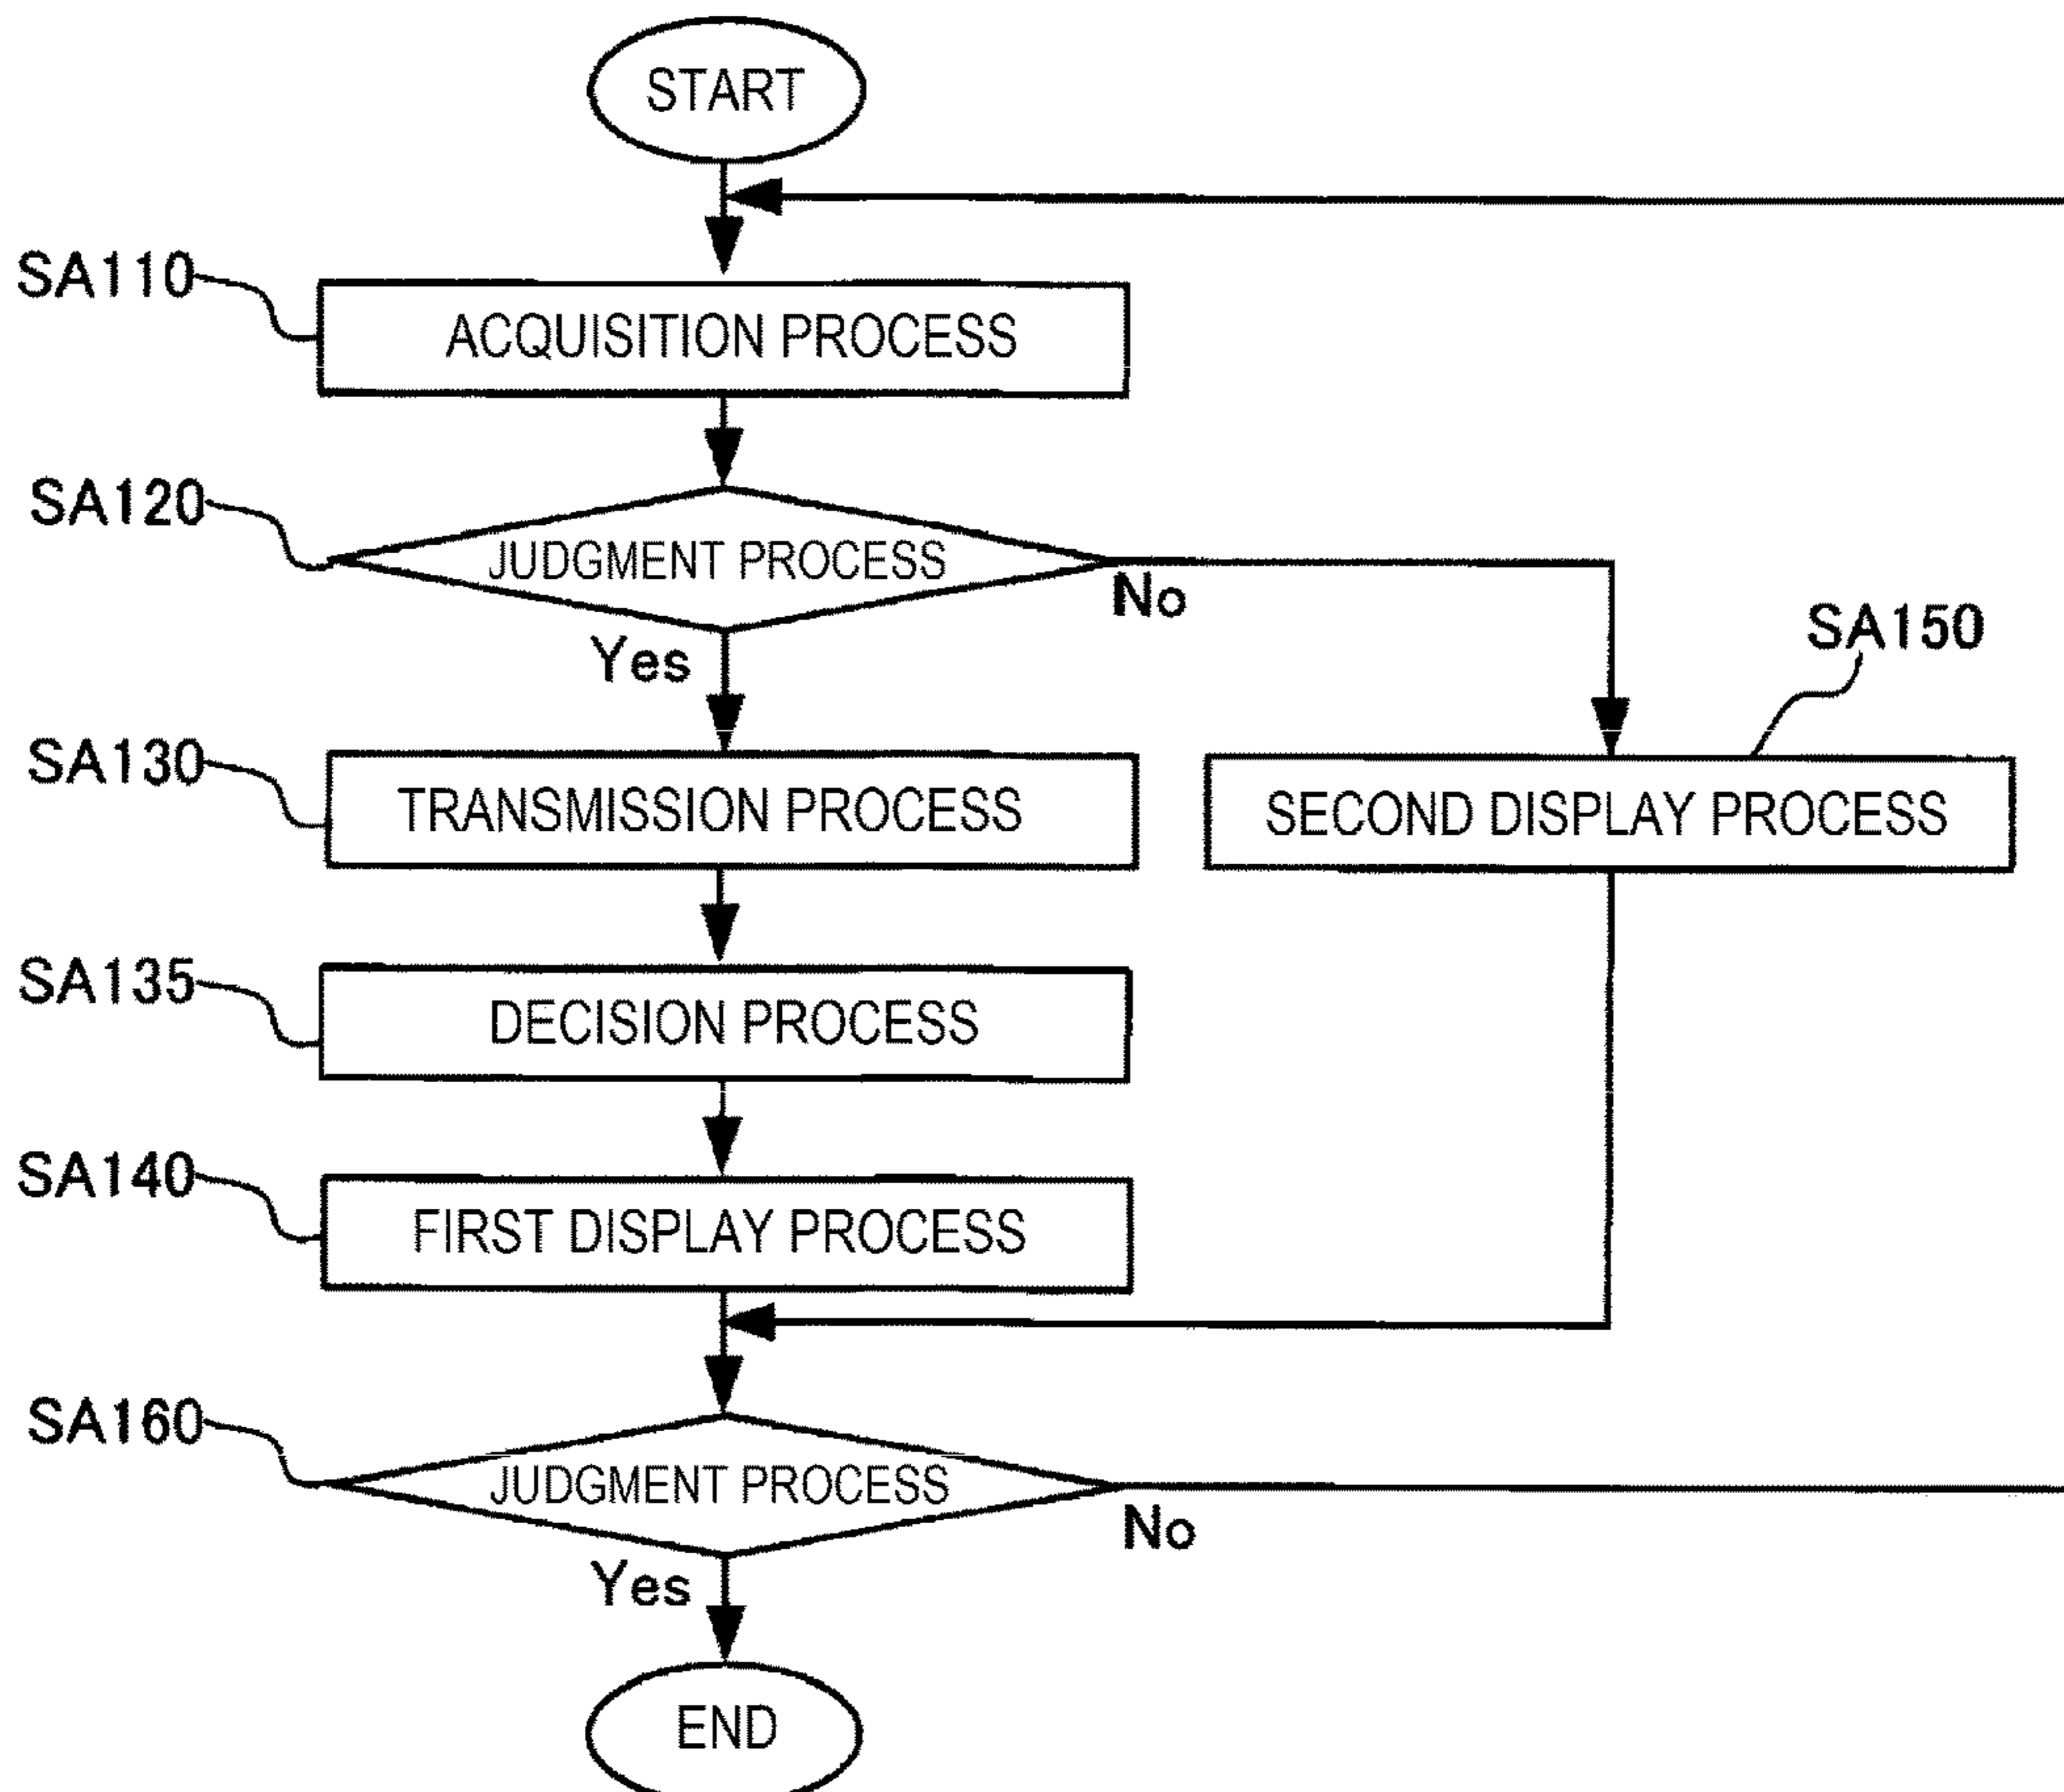 START
SA110
ACQUISITION PROCESS
SA120
JUDGMENT PROCESS
No
Yes
SA150
SA130
TRANSMISSION PROCESS
SECOND DISPLAY PROCESS
SA135
DECISION PROCESS
SA140
FIRST DISPLAY PROCESS
SA160
JUDGMENT PROCESS
No
Yes
END